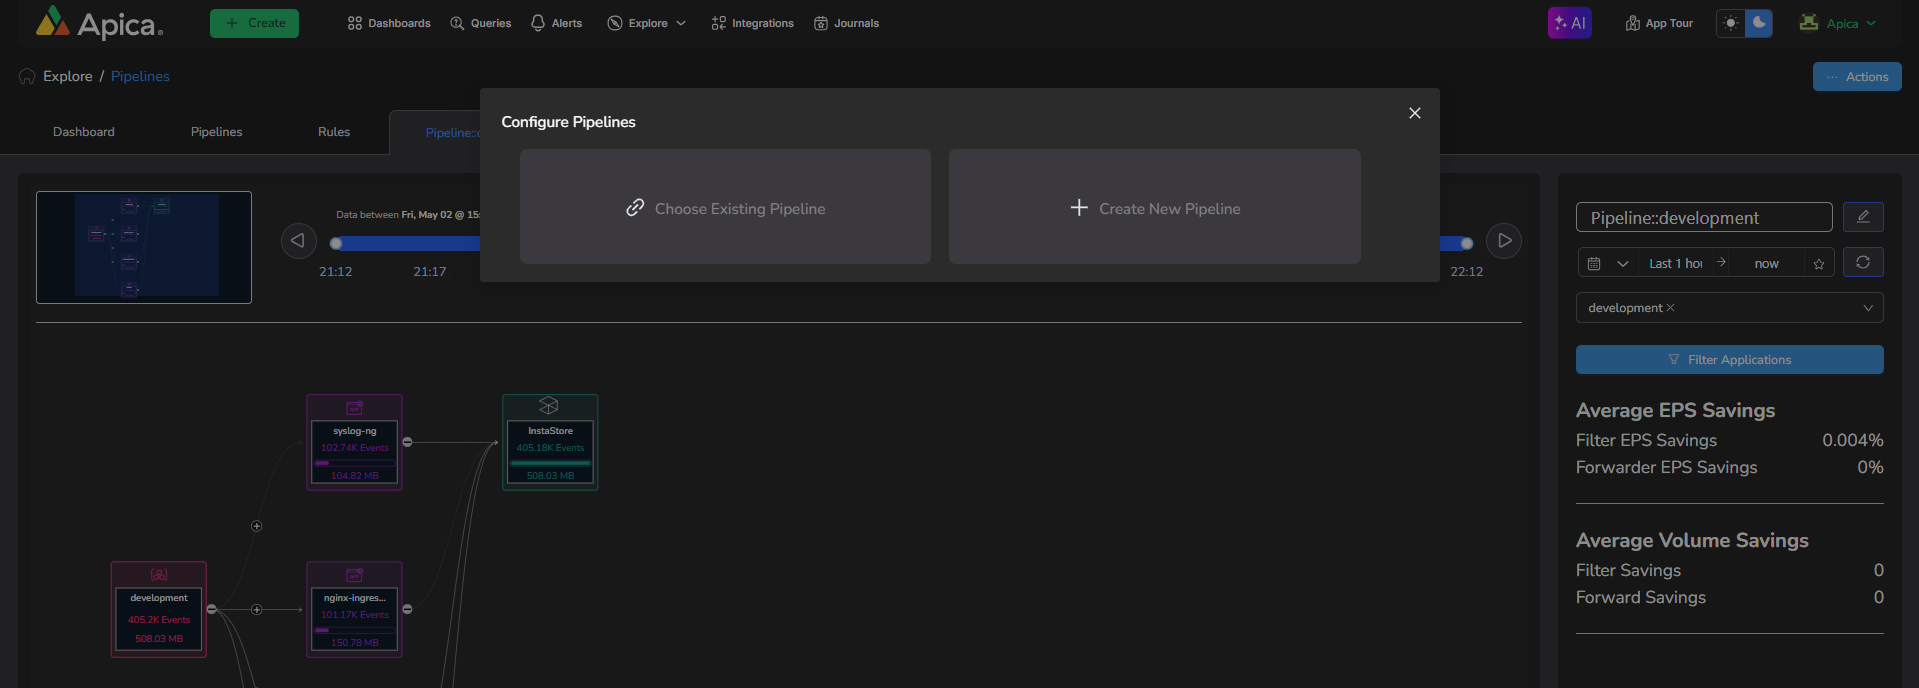 Apica
+ Create
Dashboards
Queries
Alerts
Explore
Integrations
Journals
AI
App Tour
Apica
Explore / Pipelines
··· Actions
Dashboard
Pipelines
Rules
Pipeline::
Configure Pipelines
Choose Existing Pipeline
Create New Pipeline
Data between Fri, May 02 @ 15:
21:12
21:17
22:12
Pipeline::development
Last 1 hou
now
development
Filter Applications
Average EPS Savings
Filter EPS Savings 0.004%
Forwarder EPS Savings 0%
Average Volume Savings
Filter Savings 0
Forward Savings 0
syslog-ng
102.74K Events
104.82 MB
InstaStore
405.18K Events
508.03 MB
development
405.2K Events
508.03 MB
nginx-ingres...
101.17K Events
150.78 MB